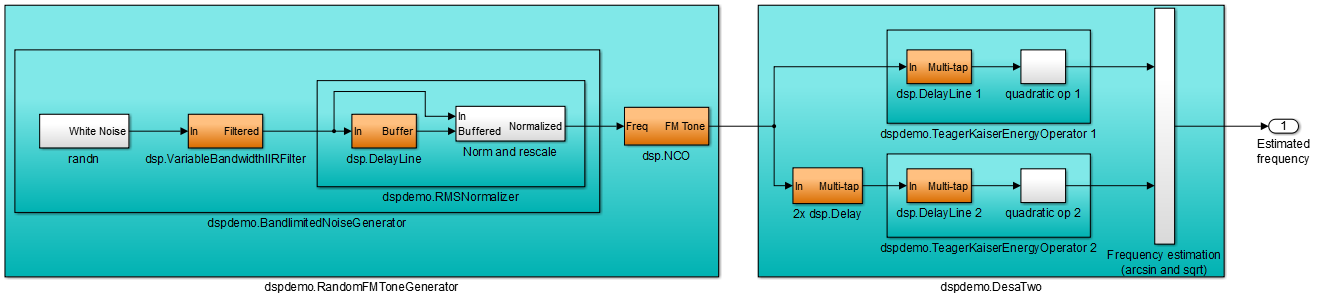 White Noise
randn
In Filtered
dsp.VariableBandwidthIIRFilter
In Buffer
dsp.DelayLine
In
Buffered
Normalized
Norm and rescale
dspdemo.RMSNormalizer
dspdemo.BandlimitedNoiseGenerator
Freq FM Tone
dsp.NCO
dspdemo.RandomFMToneGenerator
In Multi-tap
dsp.DelayLine 1
quadratic op 1
dspdemo.TeagerKaiserEnergyOperator 1
In Multi-tap
2x dsp.Delay
In Multi-tap
dsp.DelayLine 2
quadratic op 2
dspdemo.TeagerKaiserEnergyOperator 2
Frequency estimation
(arcsin and sqrt)
dspdemo.DesaTwo
1
Estimated
frequency